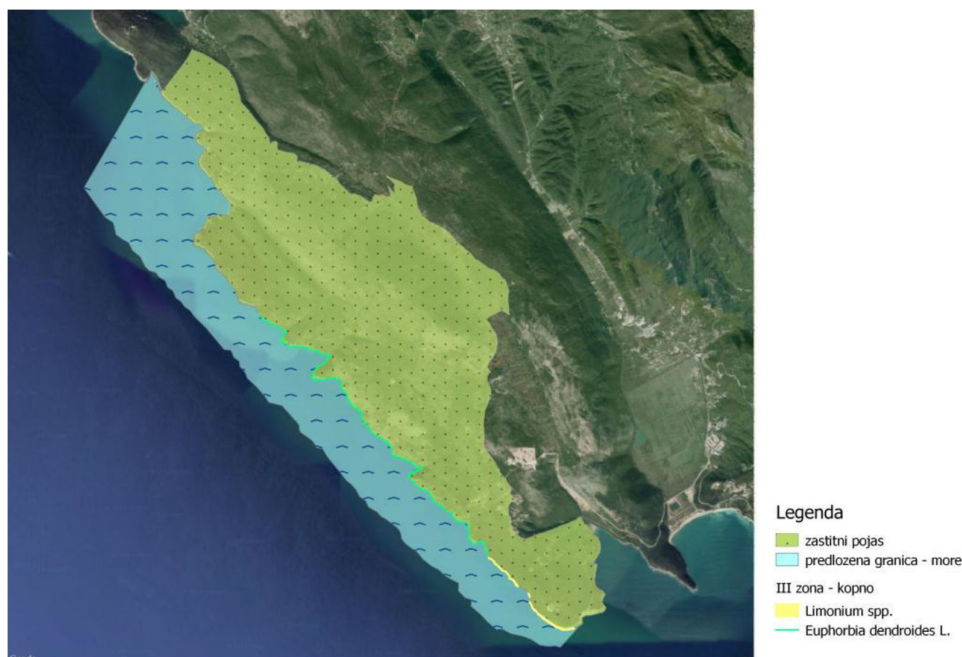 Legenda
zastitni pojas
predlozena granica - more
III zona - kopno
Limonium spp.
Euphorbia dendroides L.